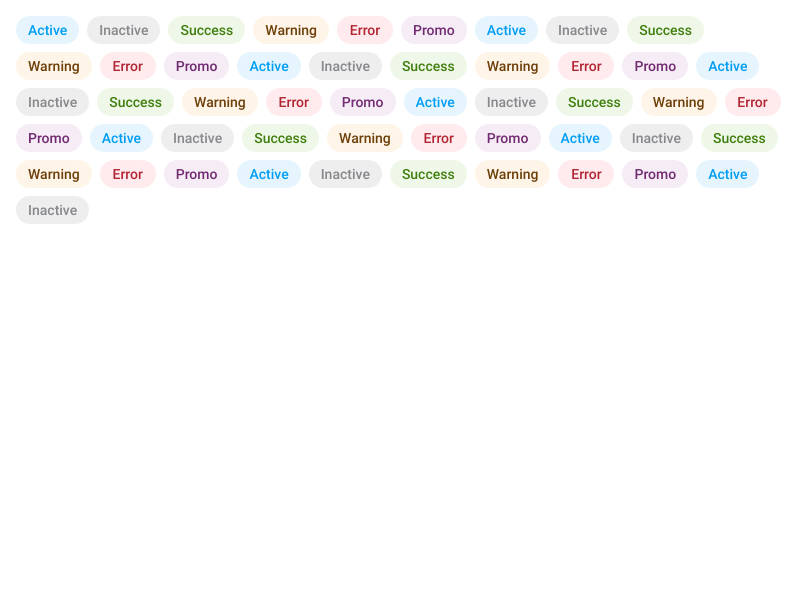 Active Inactive Success Warning Error Promo Active Inactive Success
Warning Error Promo Active Inactive Success Warning Error Promo Active
Inactive Success Warning Error Promo Active Inactive Success Warning Error
Promo Active Inactive Success Warning Error Promo Active Inactive Success
Warning Error Promo Active Inactive Success Warning Error Promo Active
Inactive